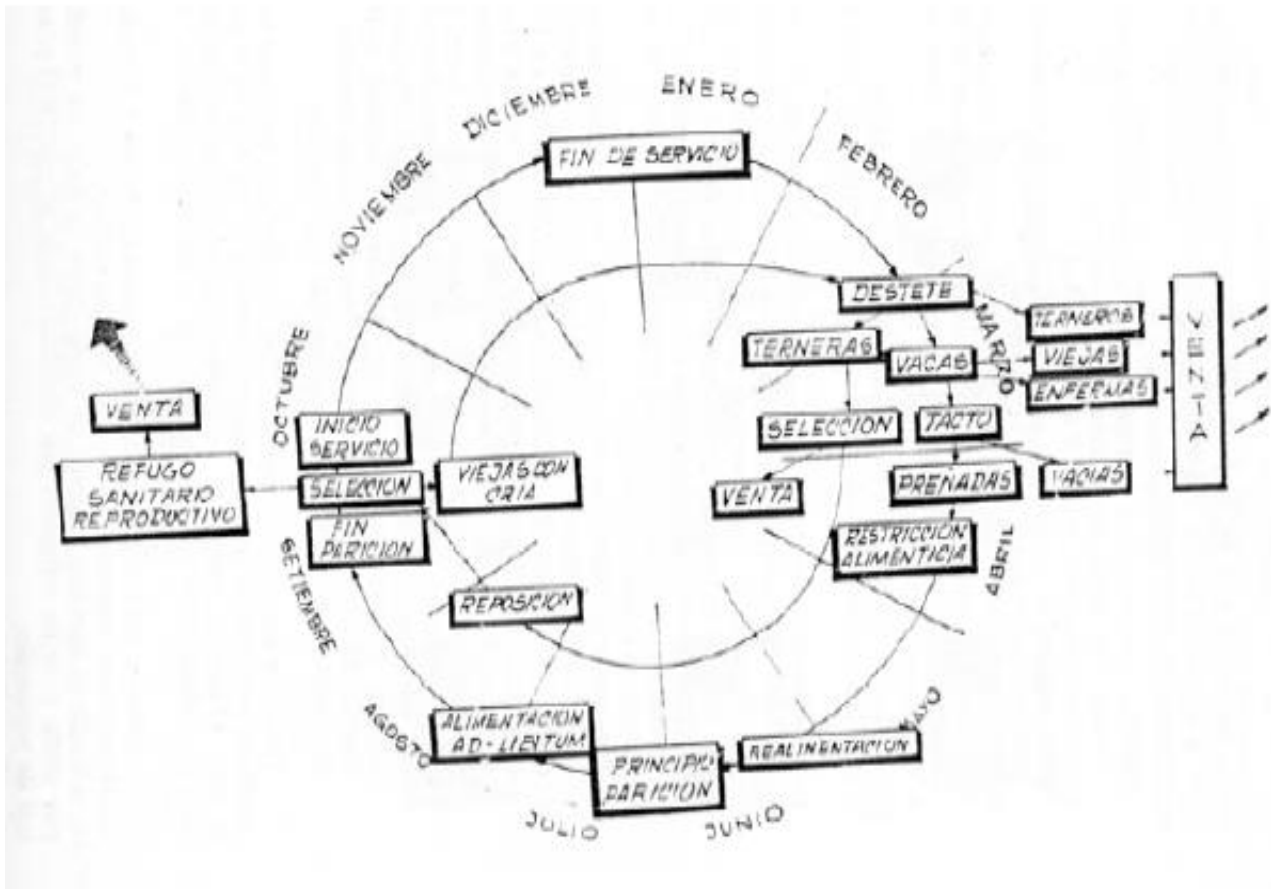 DICIEMBRE
ENERO
FIN DE SERVICIO
FEBRERO
NOVIEMBRE
DESTETE
MARZO
TERNEROS
TERNERAS
VACAS
VIEJAS
ENFERMAS
VENTA
OCTUBRE
VENTA
INICIO
SERVICIO
SELECCION
TACTO
REFUGO
SANITARIO
REPRODUCTIVO
SELECCION
VIEJAS CON
CRIA
VENTA
PREÑADAS
VACIAS
FIN
PARICION
RESTRICCION
ALIMENTICIA
ABRIL
SETIEMBRE
REPOSICION
AGOSTO
ALIMENTACION
AD-LIBITUM
PRINCIPIO
PARICION
REALIMENTACION
MAYO
JULIO
JUNIO